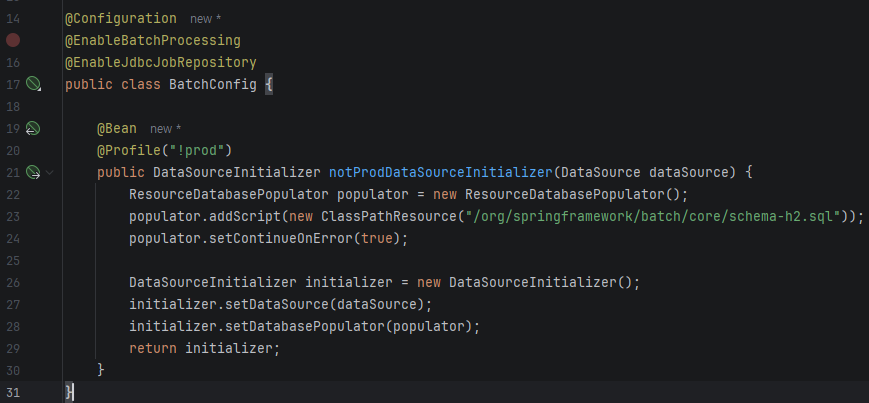 14 @Configuration new *
@EnableBatchProcessing
16 @EnableJdbcJobRepository
17 public class BatchConfig {
18
19 @Bean new *
20 @Profile("!prod")
21 public DataSourceInitializer notProdDataSourceInitializer(DataSource dataSource) {
22 ResourceDatabasePopulator populator = new ResourceDatabasePopulator();
23 populator.addScript(new ClassPathResource("/org/springframework/batch/core/schema-h2.sql"));
24 populator.setContinueOnError(true);
25
26 DataSourceInitializer initializer = new DataSourceInitializer();
27 initializer.setDataSource(dataSource);
28 initializer.setDatabasePopulator(populator);
29 return initializer;
30 }
31 }